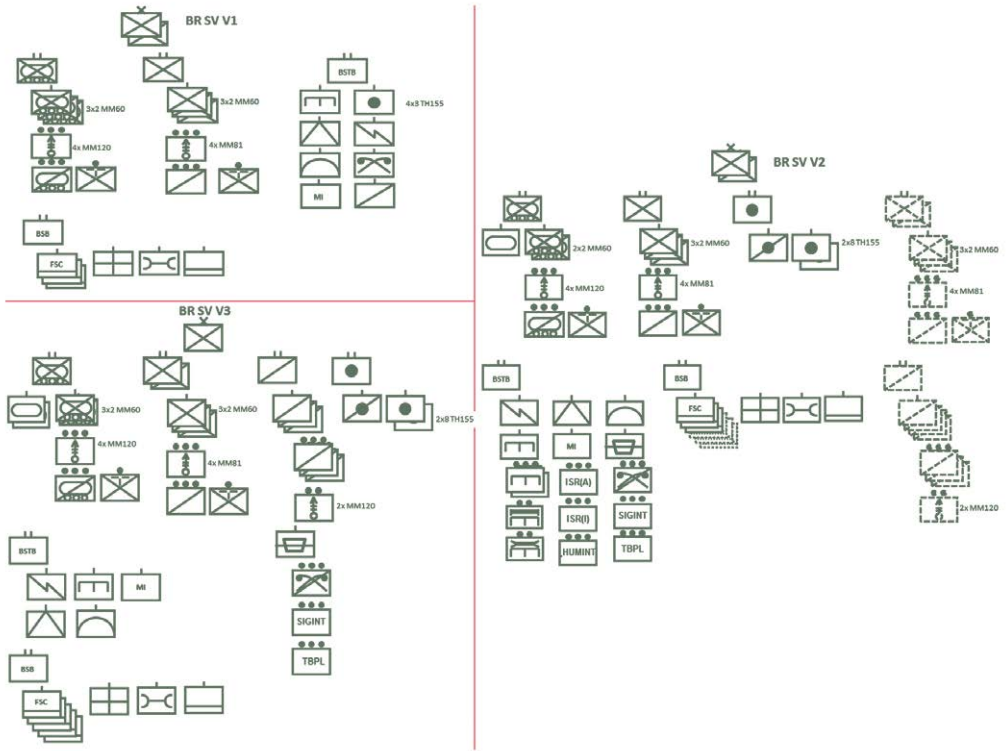 BR SV V1
BSTB
3x2 MM60
3x2 MM60
4x3 TH155
4x MM120
4x MM81
MI
BSB
FSC
BR SV V2
2x2 MM60
3x2 MM60
2x8 TH155
3x2 MM60
4x MM120
4x MM81
4x MM81
BSTB
BSB
FSC
MI
ISR(A)
ISR(I)
SIGINT
HUMINT
TBPL
2x MM120
BR SV V3
3x2 MM60
3x2 MM60
2x8 TH155
4x MM120
4x MM81
2x MM120
BSTB
MI
SIGINT
BSB
TBPL
FSC